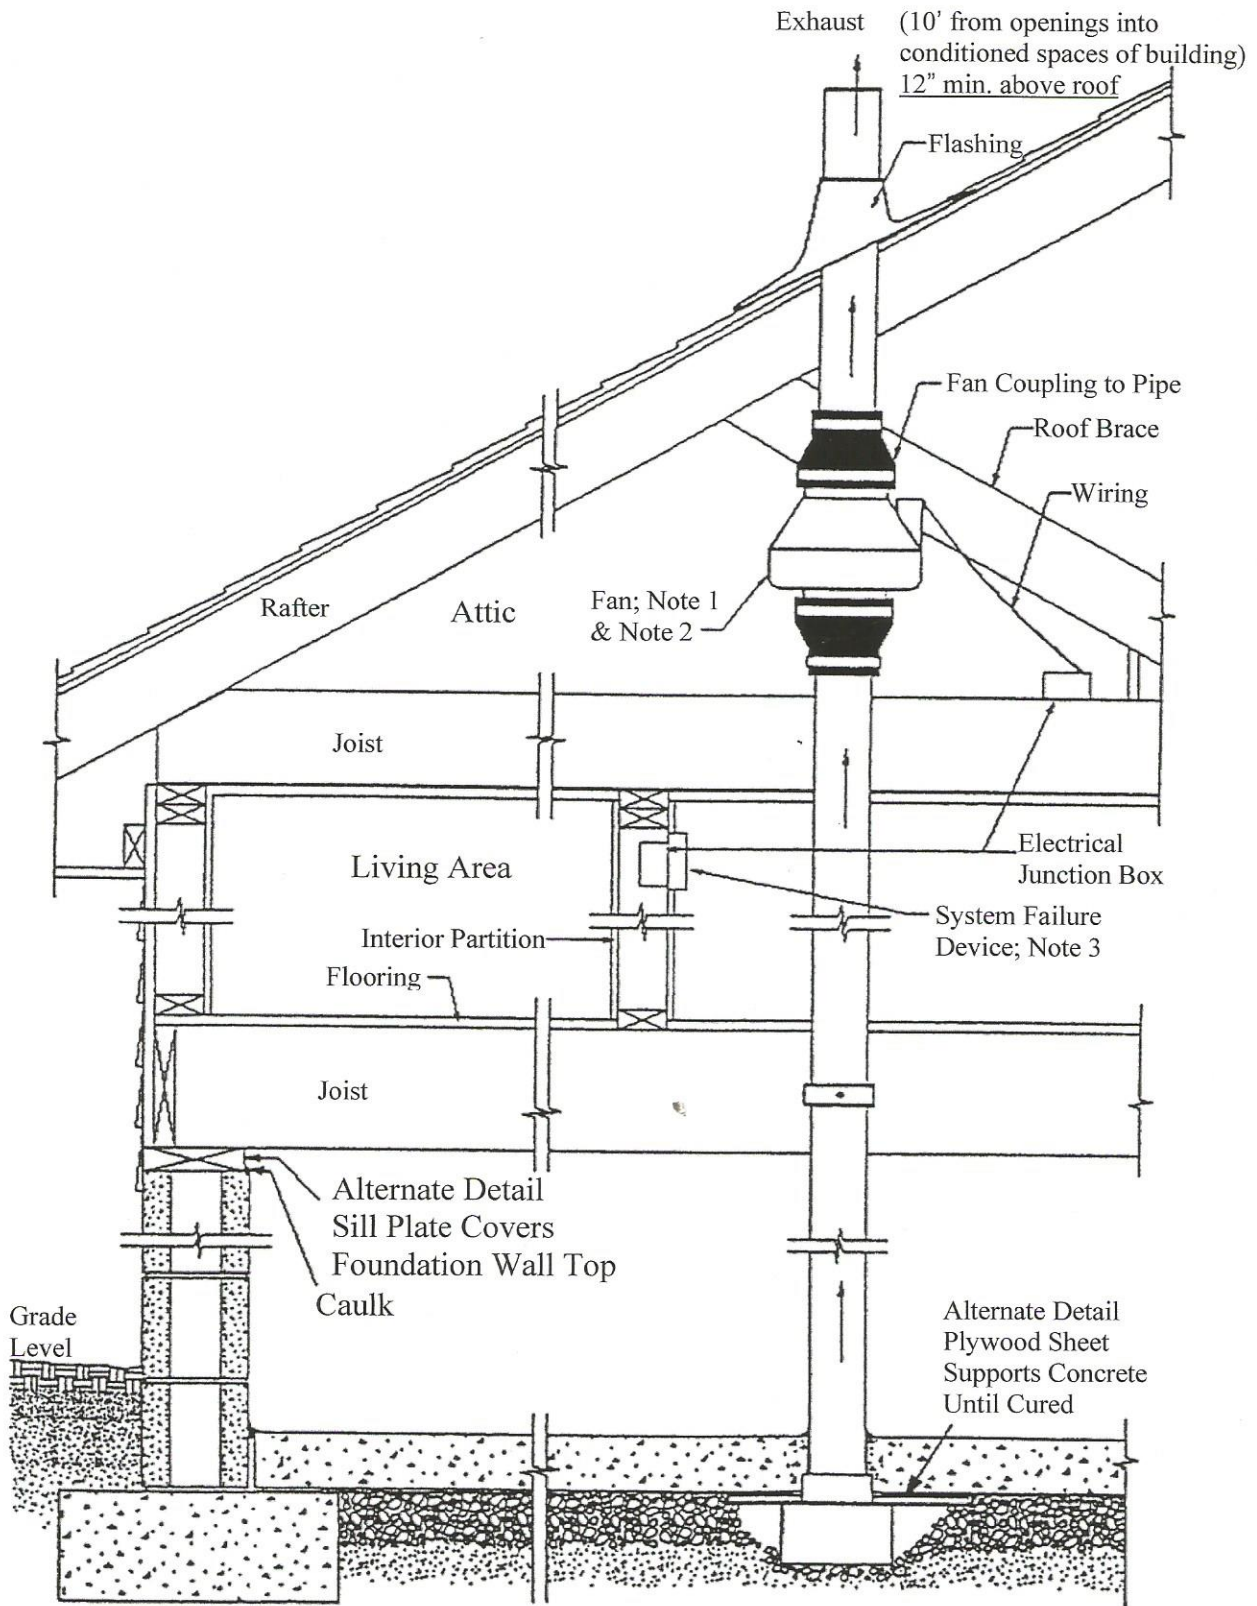 Exhaust
(10’ from openings into
conditioned spaces of building)
12” min. above roof
Flashing
Fan Coupling to Pipe
Roof Brace
Wiring
Fan; Note 1
& Note 2
Rafter
Attic
Joist
Living Area
Electrical
Junction Box
System Failure
Device; Note 3
Interior Partition
Flooring
Joist
Alternate Detail
Sill Plate Covers
Foundation Wall Top
Caulk
Grade
Level
Alternate Detail
Plywood Sheet
Supports Concrete
Until Cured